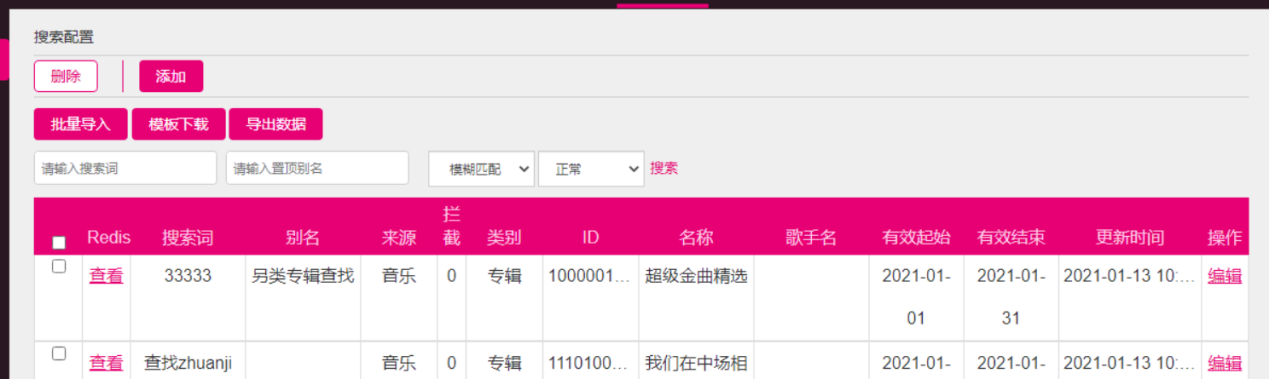 搜索配置
删除 添加
批量导入 模板下载 导出数据
请输入搜索词 请输入置顶别名 模糊匹配 正常 搜索
Redis 搜索词 别名 来源 拦截 类别 ID 名称 歌手名 有效起始 有效结束 更新时间 操作
查看 33333 另类专辑查找 音乐 0 专辑 1000001... 超级金曲精选 2021-01- 2021-01- 2021-01-13 10:... 编辑
01 31
查看 查找zhuanji 音乐 0 专辑 1110100... 我们在中场相 2021-01- 2021-01- 2021-01-13 10:... 编辑